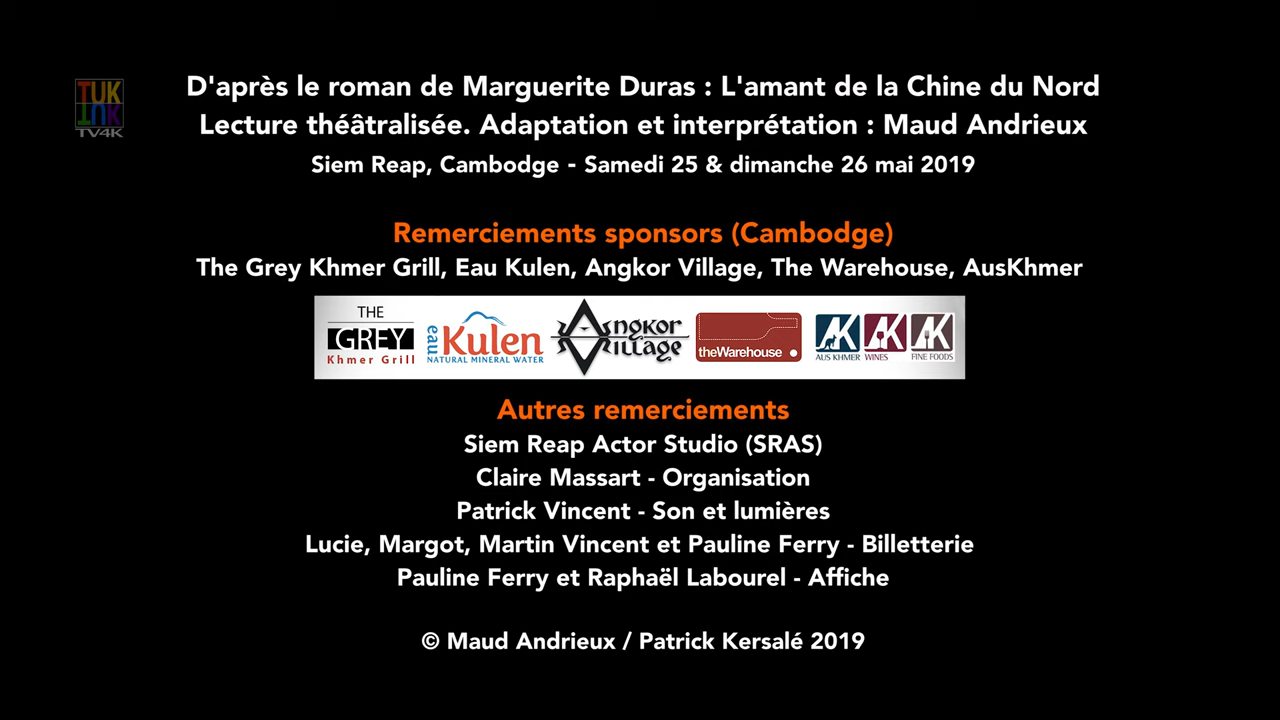 TUK
TUK
TV4K
D'après le roman de Marguerite Duras : L'amant de la Chine du Nord
Lecture théâtralisée. Adaptation et interprétation : Maud Andrieux
Siem Reap, Cambodge - Samedi 25 & dimanche 26 mai 2019
Remerciements sponsors (Cambodge)
The Grey Khmer Grill, Eau Kulen, Angkor Village, The Warehouse, AusKhmer
THE
GREY
Khmer Grill
eau
Kulen
NATURAL MINERAL WATER
Angkor
Village
theWarehouse
AK
AUS KHMER
AK
WINES
AK
FINE FOODS
Autres remerciements
Siem Reap Actor Studio (SRAS)
Claire Massart - Organisation
Patrick Vincent - Son et lumières
Lucie, Margot, Martin Vincent et Pauline Ferry - Billetterie
Pauline Ferry et Raphaël Labourel - Affiche
© Maud Andrieux / Patrick Kersalé 2019